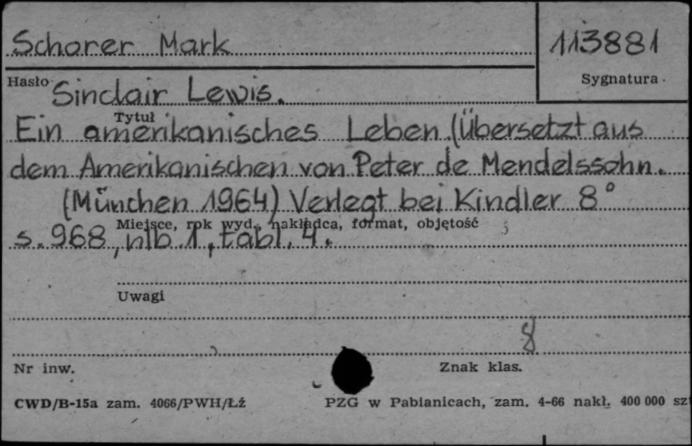 Schorer Mark
113881
Hasło
Sygnatura
Sinclair Lewis.
Tytuł
Ein amerikanisches Leben (Übersetzt aus
dem Amerikanischen von Peter de Mendelssohn.
(München 1964) Verlegt bei Kindler 8°
Miejsce, rok wyd., nakładca, format, objętość
s. 968, nlb 1, tabl. 4.
Uwagi
8
Nr inw.
Znak klas.
CWD/B-15a zam. 4066/PWH/Łż
PZG w Pabianicach, zam. 4-66 nakł. 400 000 sz